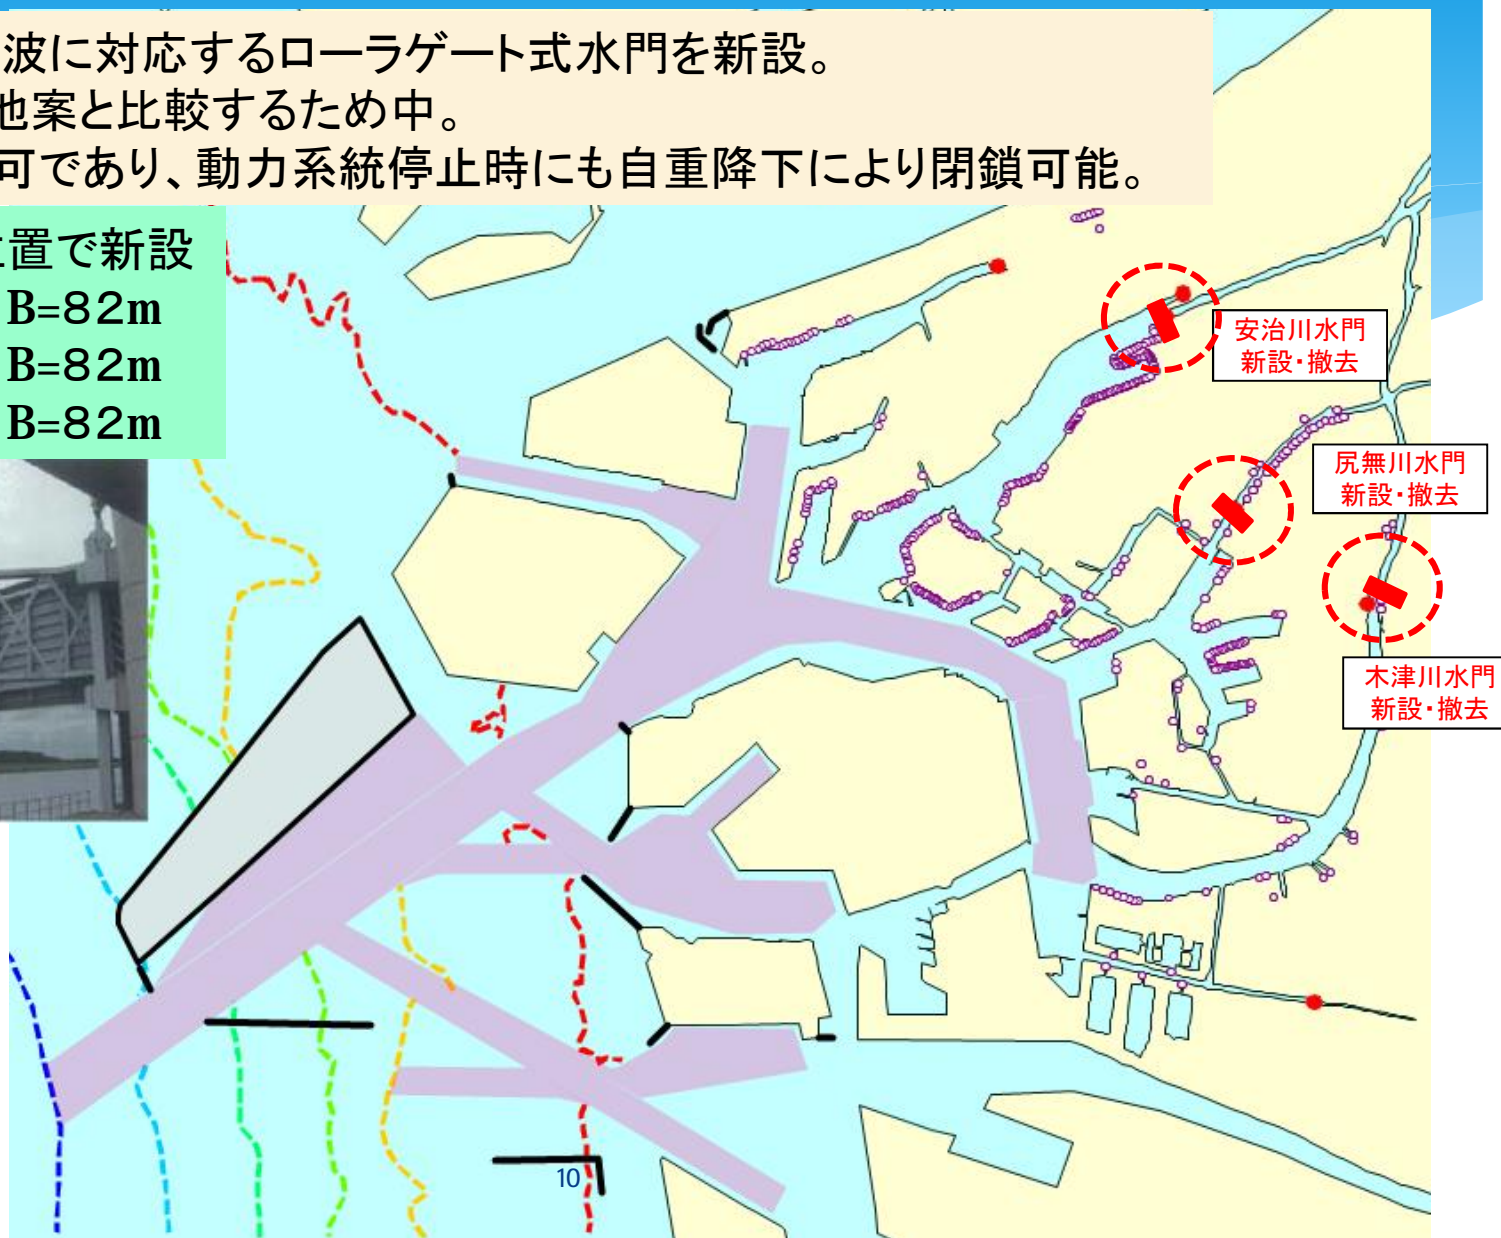 波に対応するローラゲート式水門を新設。
他案と比較するため中。
可であり、動力系統停止時にも自重降下により閉鎖可能。
位置で新設
B=82m
B=82m
B=82m
安治川水門
新設・撤去
尻無川水門
新設・撤去
木津川水門
新設・撤去
10